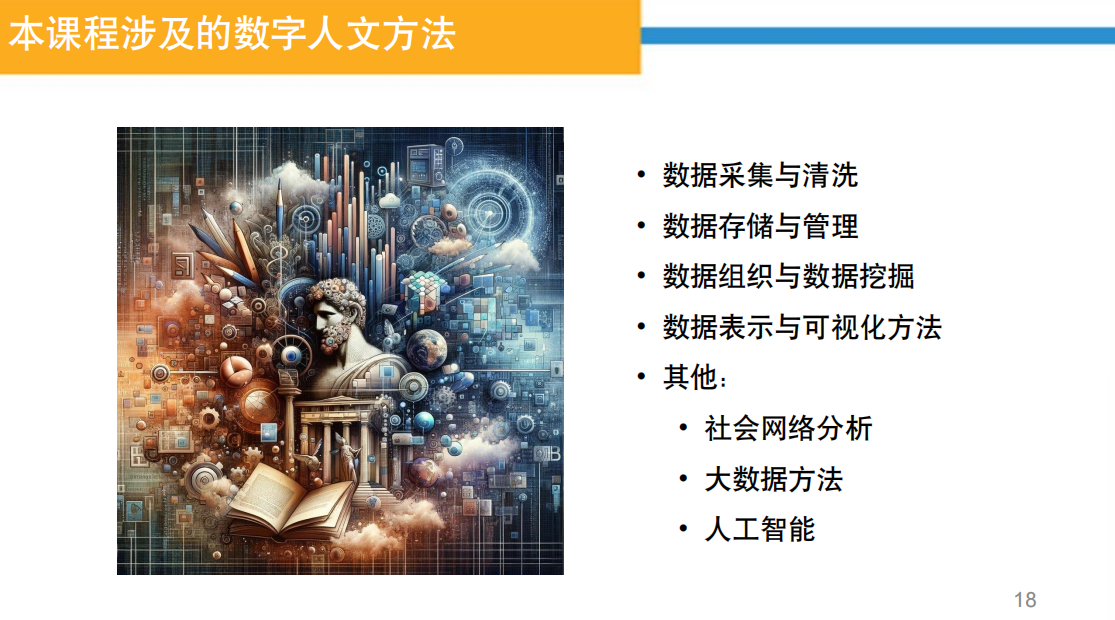 本课程涉及的数字人文方法
• 数据采集与清洗
• 数据存储与管理
• 数据组织与数据挖掘
• 数据表示与可视化方法
• 其他：
• 社会网络分析
• 大数据方法
• 人工智能
18